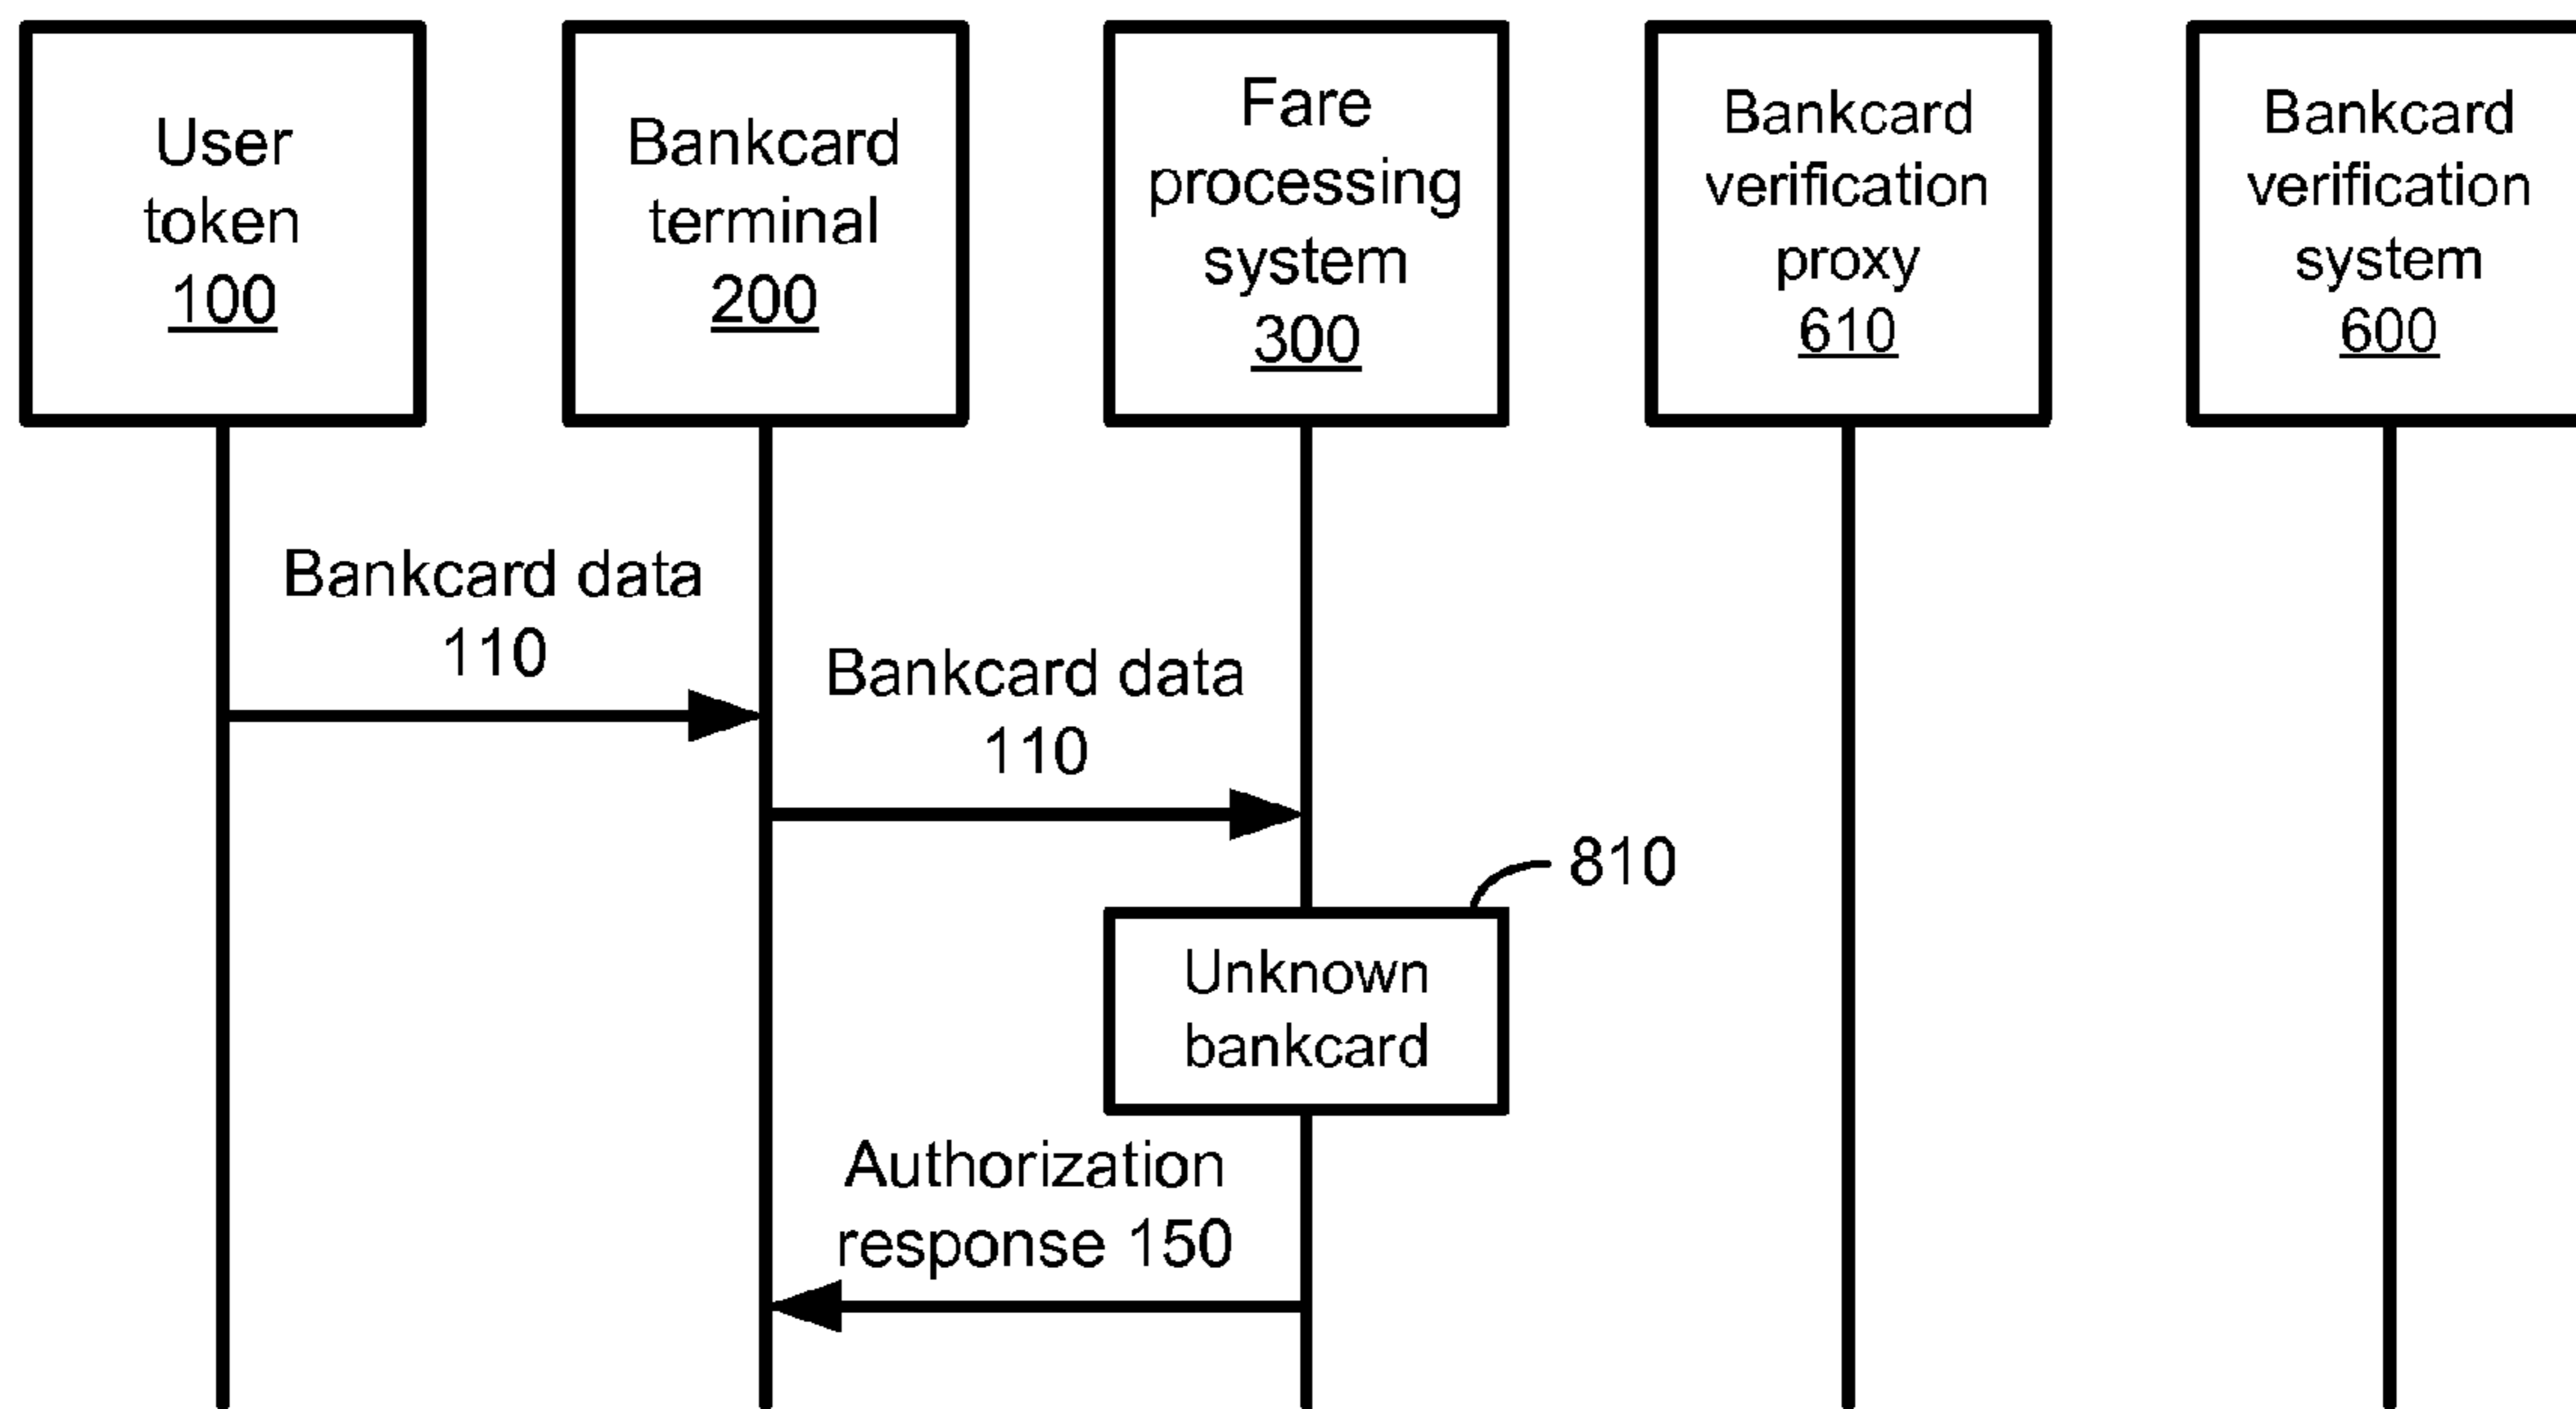 User
token
100
Bankcard
terminal
200
Fare
processing
system
300
Bankcard
verification
proxy
610
Bankcard
verification
system
600
Bankcard data
110
Bankcard data
110
810
Unknown
bankcard
Authorization
response 150